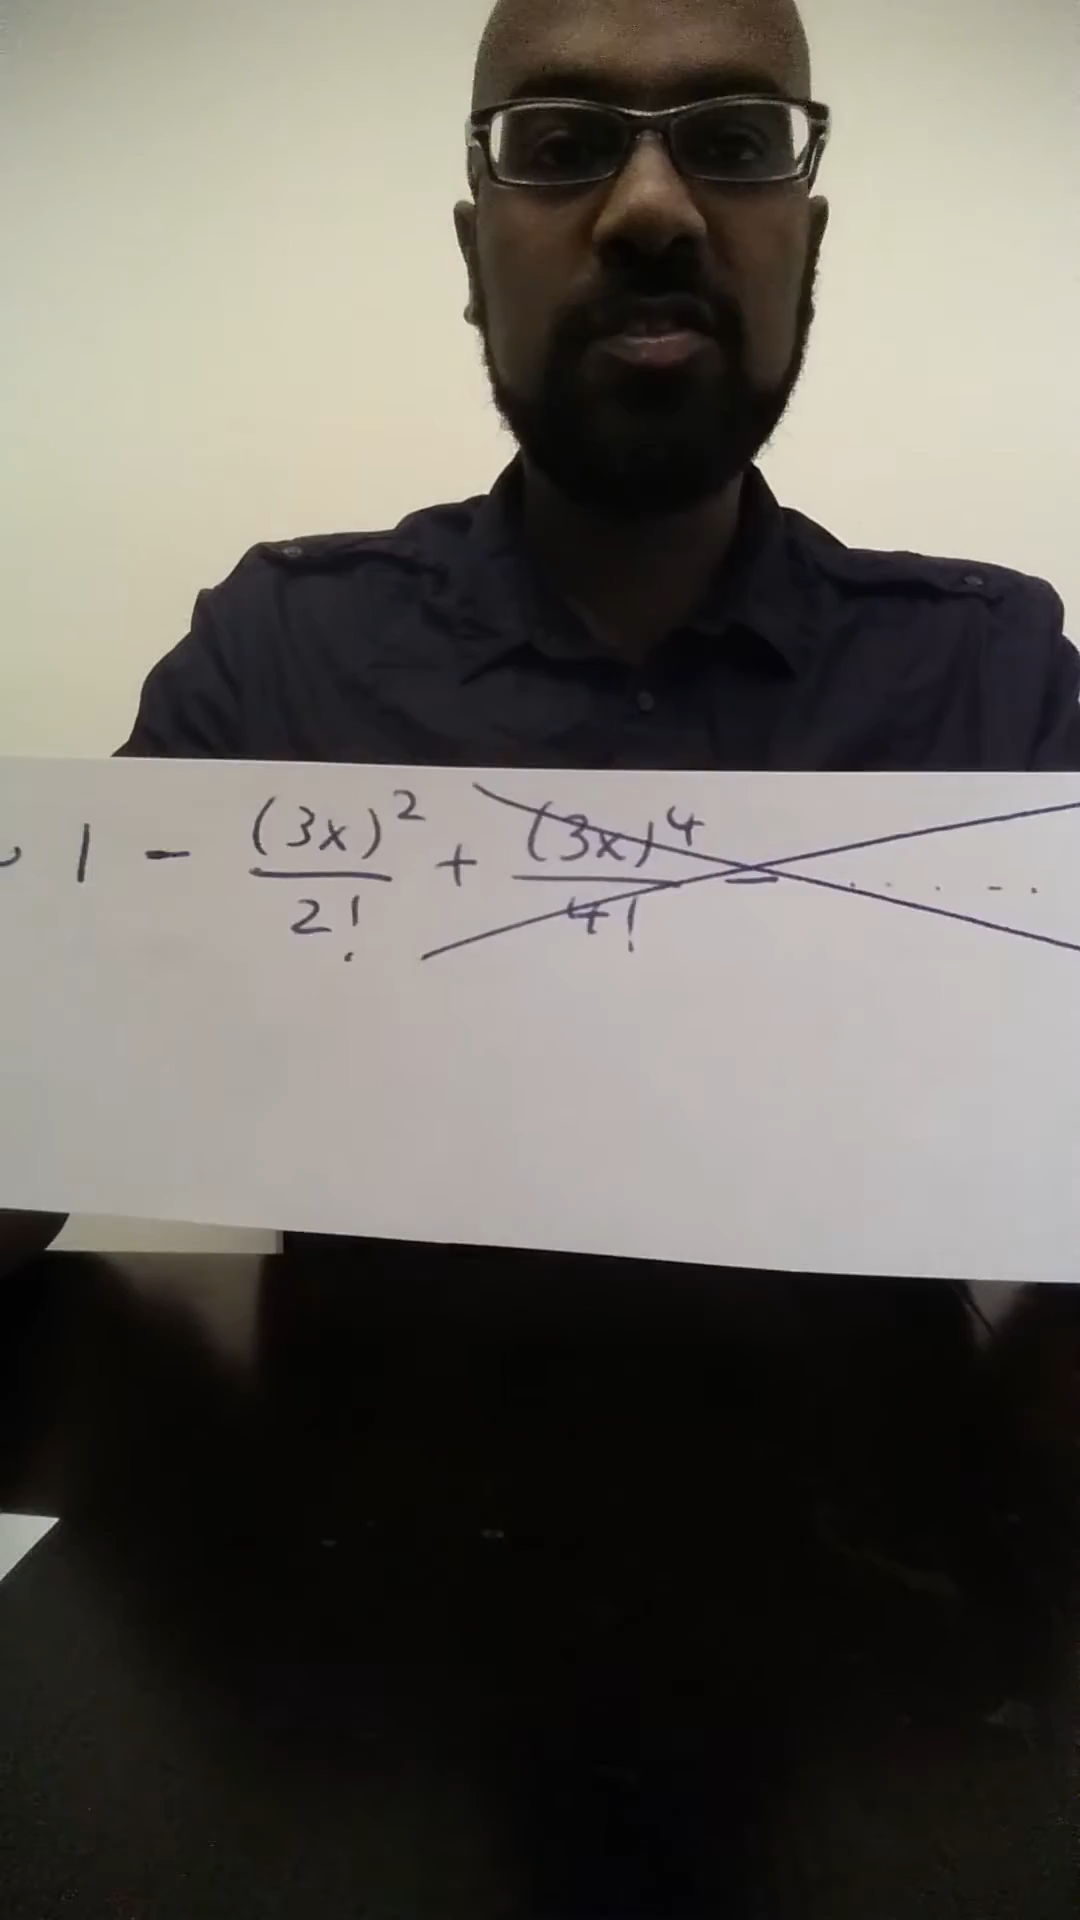 1 - (3x)²/2! + (3x)⁴/4! - . . . - .